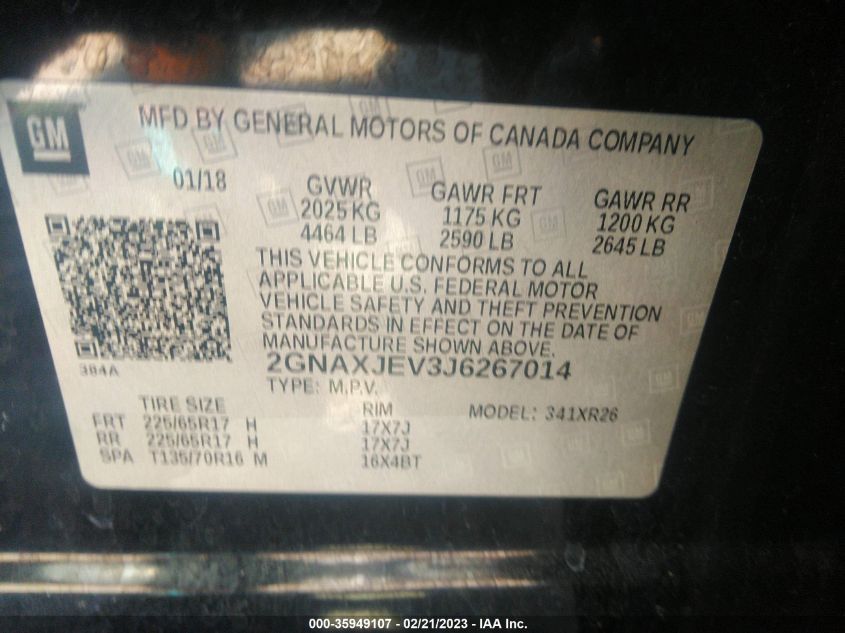 GM
MFD BY GENERAL MOTORS OF CANADA COMPANY
01/18
GVWR
2025 KG
4464 LB
GAWR FRT
1175 KG
2590 LB
GAWR RR
1200 KG
2645 LB
THIS VEHICLE CONFORMS TO ALL
APPLICABLE U.S. FEDERAL MOTOR
VEHICLE SAFETY AND THEFT PREVENTION
STANDARDS IN EFFECT ON THE DATE OF
MANUFACTURE SHOWN ABOVE.
384A
2GNAXJEV3J6267014
TYPE: M.P.V.
MODEL: 341XR26
TIRE SIZE RIM
FRT 225/65R17 H 17X7J
RR 225/65R17 H 17X7J
SPA T135/70R16 M 16X4BT
000-35949107 - 02/21/2023 - IAA Inc.